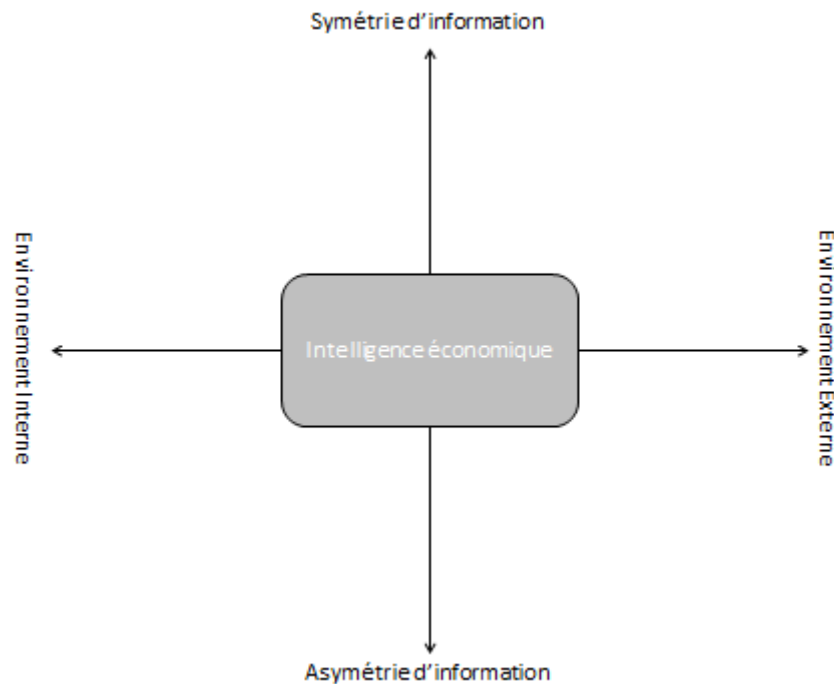 Symétrie d'information
Environnement Interne
Intelligence économique
Environnement Externe
Asymétrie d'information